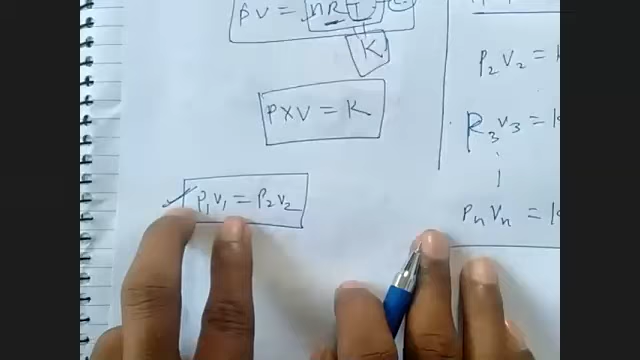 PV = nRT
K
P×V = K
P₁V₁ = P₂V₂
P₂V₂ =
P₃V₃ =
PₙVₙ =